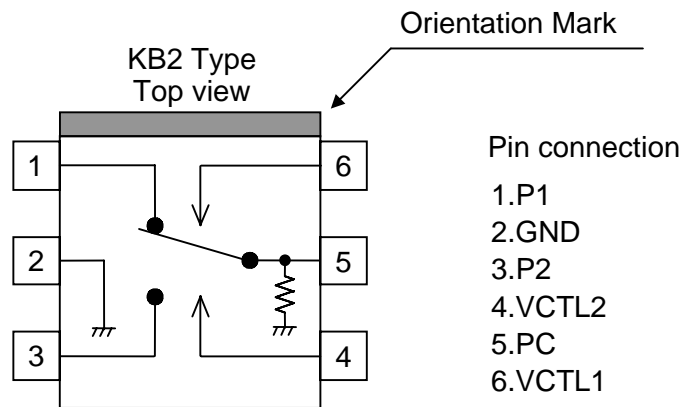 Orientation Mark
KB2 Type
Top view
1
6
2
5
3
4
Pin connection
1.P1
2.GND
3.P2
4.VCTL2
5.PC
6.VCTL1